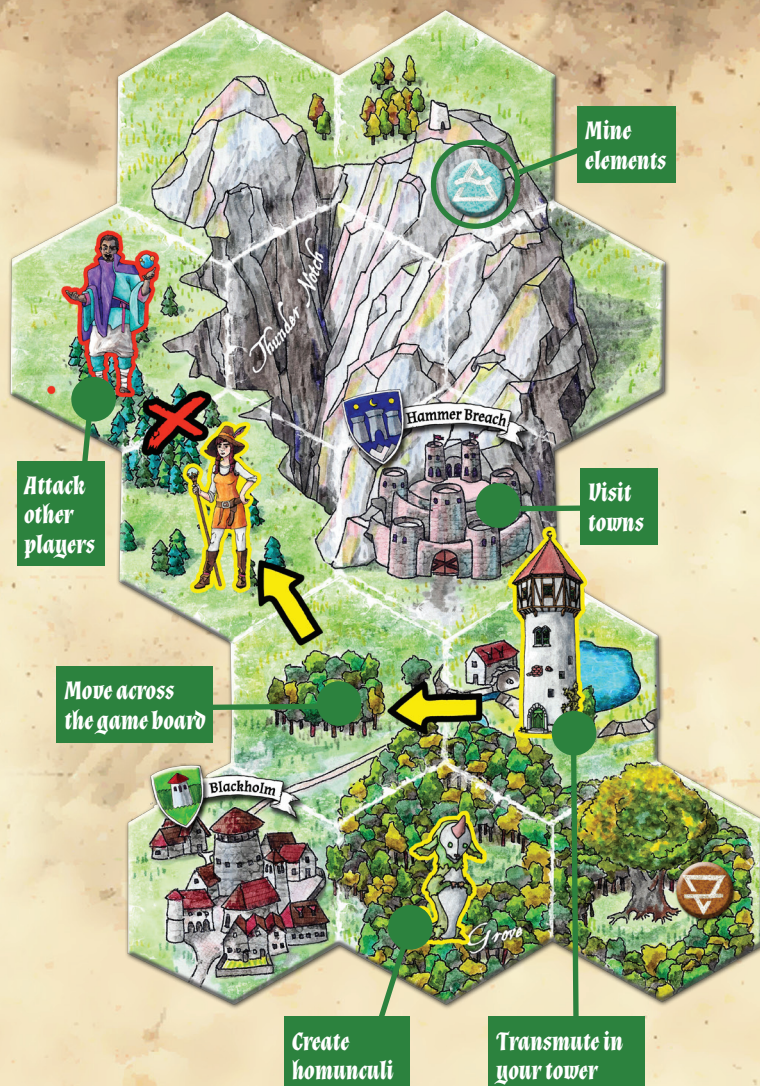 Mine
elements
Thunder Notch
Hammer Breach
Attack
other
players
Visit
towns
Move across
the game board
Blackholm
Grove
Create
homunculi
Transmute in
your tower